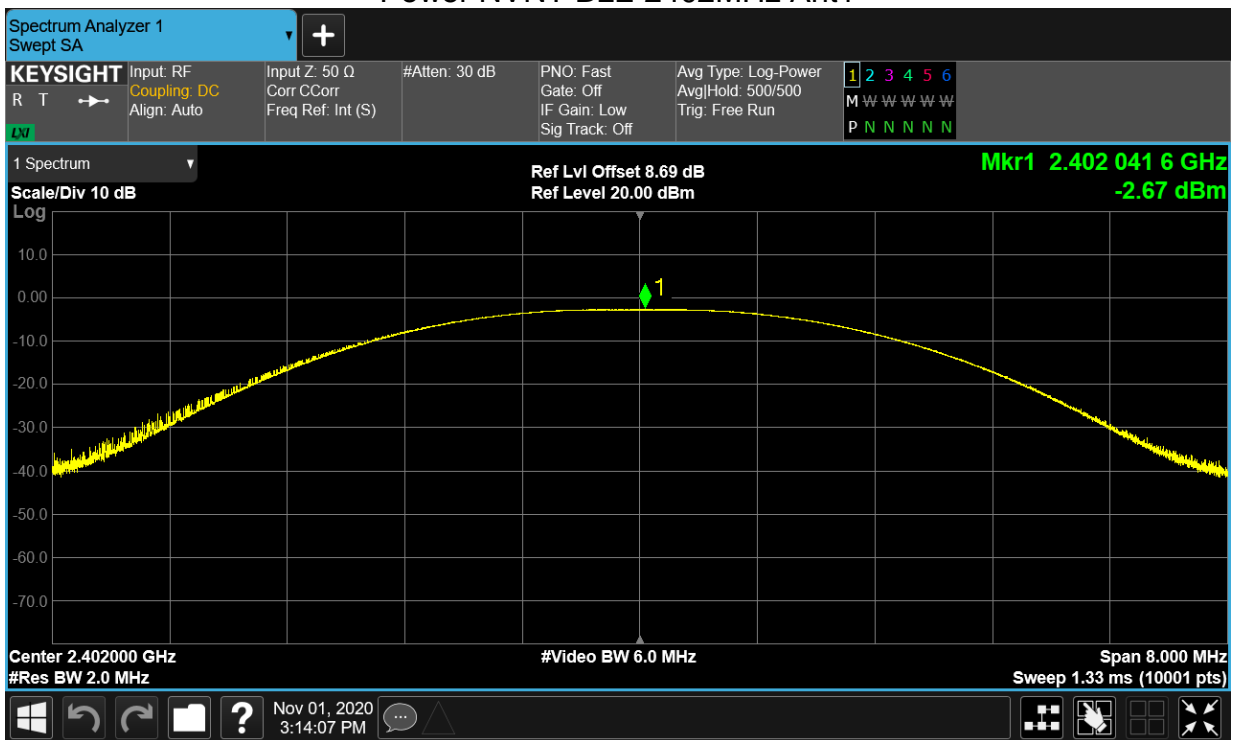 Power NVNT BLE 2402MHz Ant1
Spectrum Analyzer 1
Swept SA
KEYSIGHT
R T
LXI
Input: RF
Coupling: DC
Align: Auto
Input Z: 50 Ω
Corr CCorr
Freq Ref: Int (S)
#Atten: 30 dB
PNO: Fast
Gate: Off
IF Gain: Low
Sig Track: Off
Avg Type: Log-Power
Avg|Hold: 500/500
Trig: Free Run
1 2 3 4 5 6
M W W W W W
P N N N N N
1 Spectrum
Scale/Div 10 dB
Log
Ref Lvl Offset 8.69 dB
Ref Level 20.00 dBm
Mkr1 2.402 041 6 GHz
-2.67 dBm
10.0
0.00
-10.0
-20.0
-30.0
-40.0
-50.0
-60.0
-70.0
1
Center 2.402000 GHz
#Res BW 2.0 MHz
#Video BW 6.0 MHz
Span 8.000 MHz
Sweep 1.33 ms (10001 pts)
?
Nov 01, 2020
3:14:07 PM